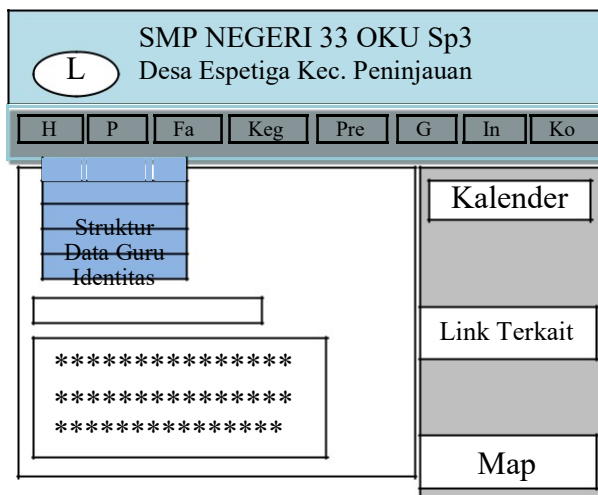 SMP NEGERI 33 OKU Sp3
L
Desa Espetiga Kec. Peninjauan
H P Fa Keg Pre G In Ko
Kalender
Struktur
Data Guru
Identitas
Link Terkait
***************
***************
**************
Map